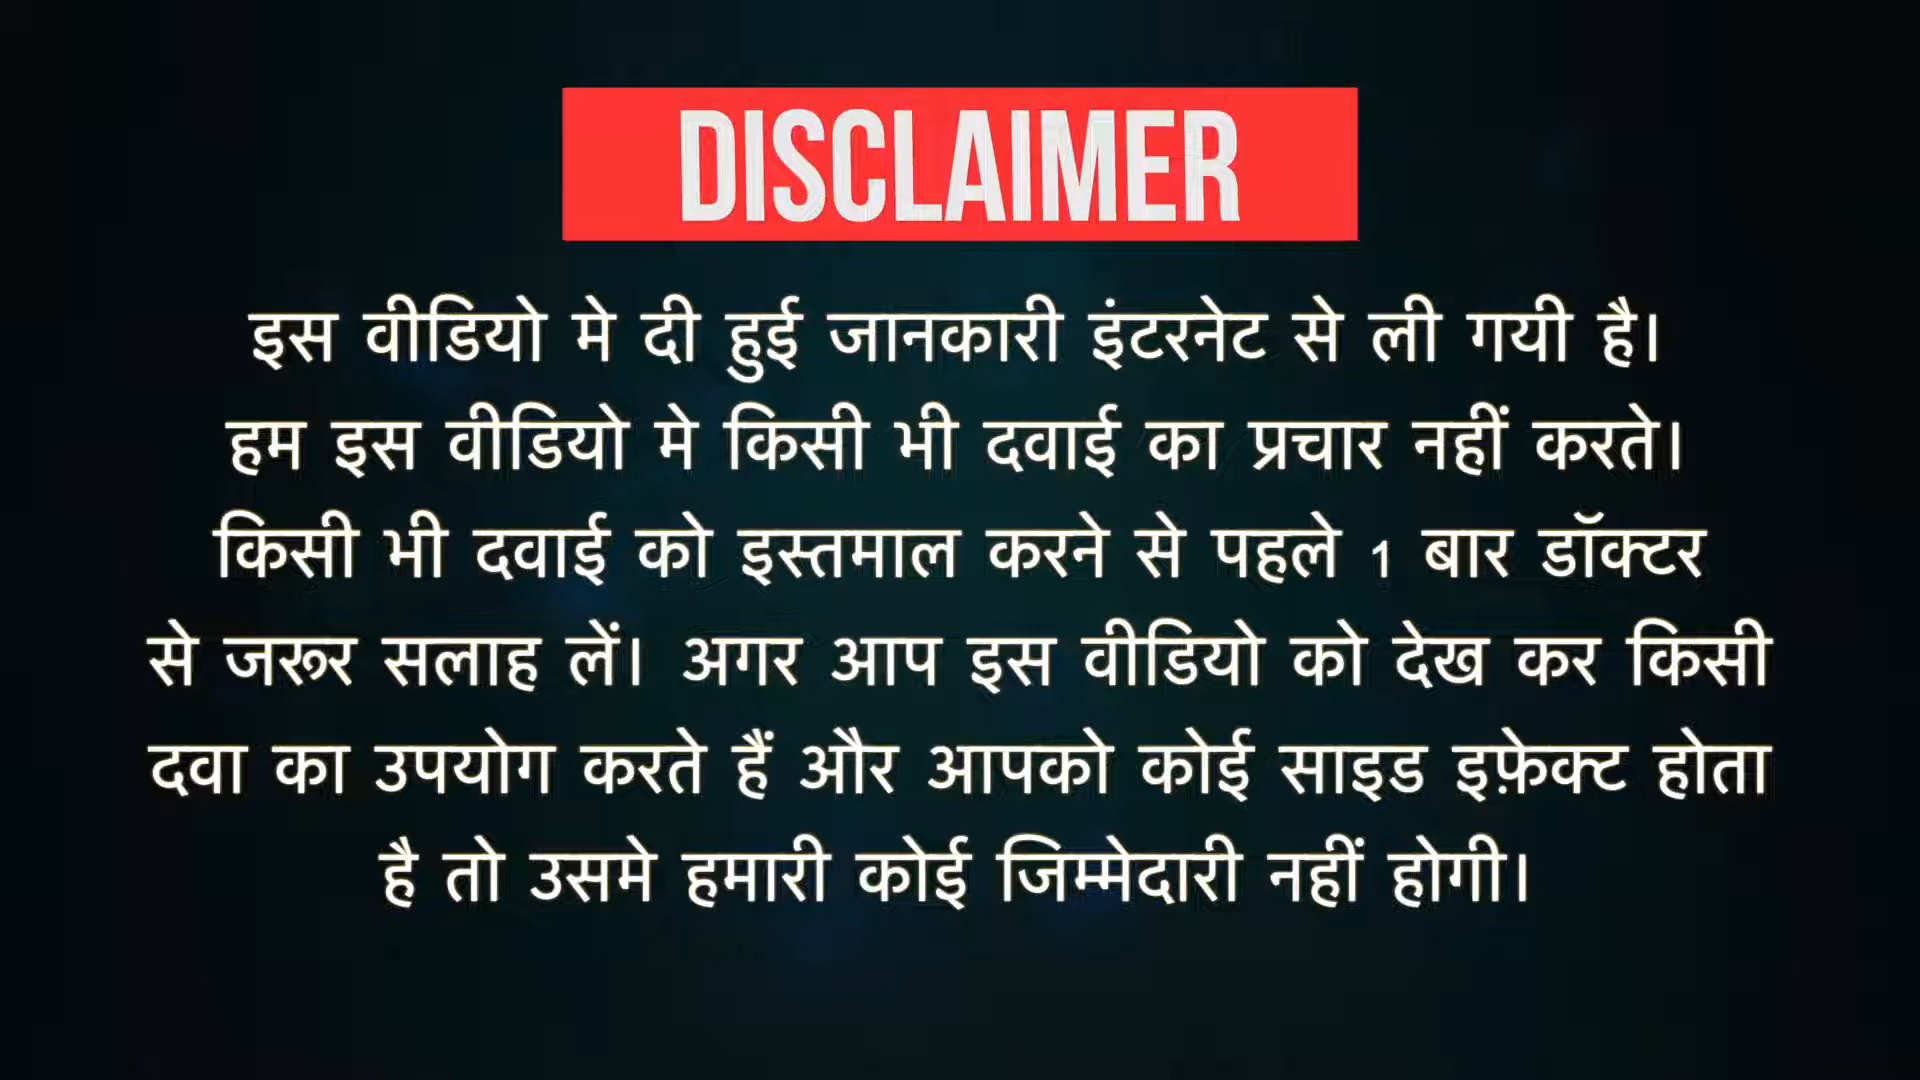 DISCLAIMER
इस वीडियो मे दी हुई जानकारी इंटरनेट से ली गयी है।
हम इस वीडियो मे किसी भी दवाई का प्रचार नहीं करते।
किसी भी दवाई को इस्तमाल करने से पहले 1 बार डॉक्टर
से जरूर सलाह लें। अगर आप इस वीडियो को देख कर किसी
दवा का उपयोग करते हैं और आपको कोई साइड इफ़ेक्ट होता
है तो उसमे हमारी कोई जिम्मेदारी नहीं होगी।